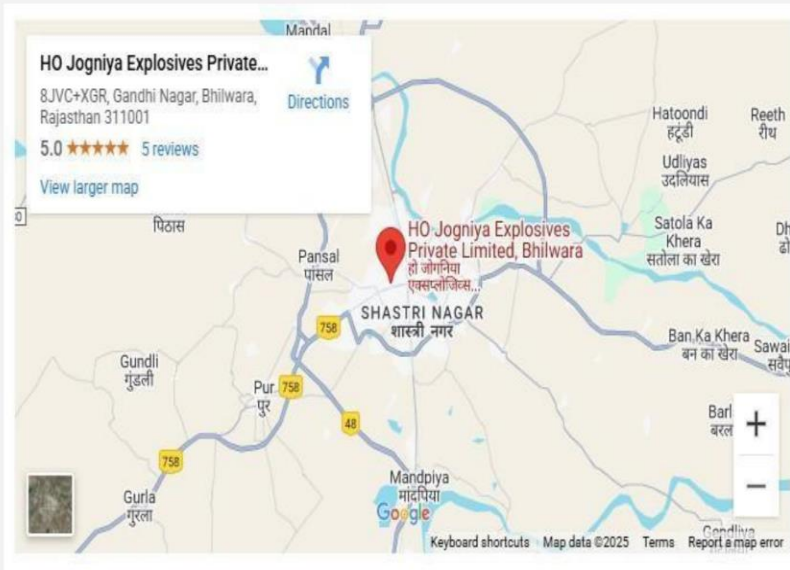 Mandal
HO Jogniya Explosives Private...
8JVC+XGR, Gandhi Nagar, Bhilwara,
Rajasthan 311001
5.0 ★★★★★ 5 reviews
View larger map
Directions
पिठास
Hatoondi
हटूंडी
Reeth
रीथ
Udliyas
उदलियास
Satola Ka
Khera
सतोला का खेरा
HO Jogniya Explosives
Private Limited, Bhilwara
हो जोगनिया
एक्सप्लोजिव्स...
Pansal
पांसल
SHASTRI NAGAR
शास्त्री नगर
758
Ban Ka Khera
बन का खेरा
Sawai
Gundli
गुंडली
Pur
पुर
758
48
Barl
बरल
758
Gurla
गुरला
Mandpiya
मांदपिया
Google
Gendliya
Keyboard shortcuts Map data ©2025 Terms Report a map error